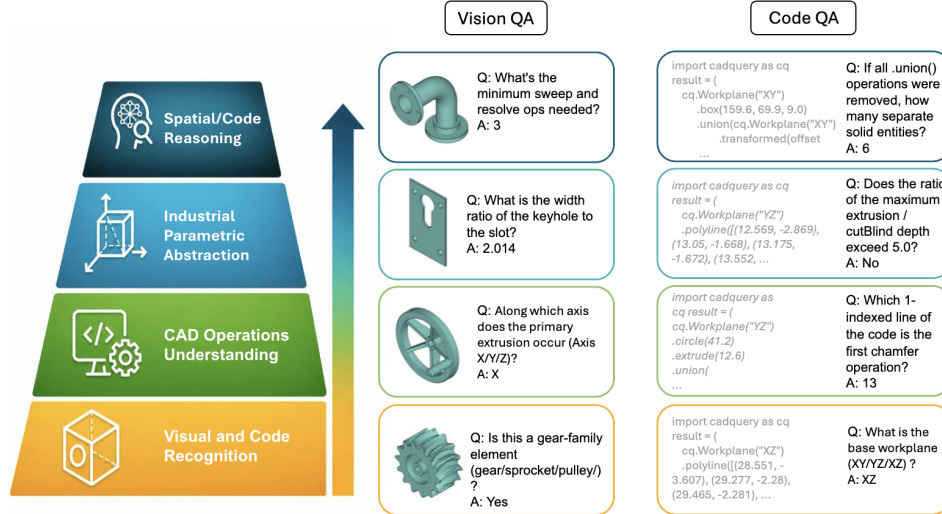 Vision QA
Code QA
Spatial/Code
Reasoning
Q: What's the
minimum sweep and
resolve ops needed?
A: 3
import cadquery as cq
result = (
cq.Workplane("XY")
.box(159.6, 69.9, 9.0)
.union(cq.Workplane("XY")
.transformed(offset
...
Q: If all .union()
operations were
removed, how
many separate
solid entities?
A: 6
Industrial
Parametric
Abstraction
Q: What is the width
ratio of the keyhole to
the slot?
A: 2.014
import cadquery as cq
result = (
cq.Workplane("YZ")
.polyline([(12.569, -2.869),
(13.05, -1.668), (13.175,
-1.672), (13.552, ...
Q: Does the ratio
of the maximum
extrusion /
cutBlind depth
exceed 5.0?
A: No
CAD Operations
Understanding
Q: Along which axis
does the primary
extrusion occur (Axis
X/Y/Z)?
A: X
import cadquery as
cq result = (
cq.Workplane("YZ")
.circle(41.2)
.extrude(12.6)
.union(
...
Q: Which 1-
indexed line of
the code is the
first chamfer
operation?
A: 13
Visual and Code
Recognition
Q: Is this a gear-family
element
(gear/sprocket/pulley/)
?
A: Yes
import cadquery as cq
result = (
cq.Workplane("XZ")
.polyline([(28.551, -
3.607), (29.277, -2.28),
(29.465, -2.281), ...
Q: What is the
base workplane
(XY/YZ/XZ) ?
A: XZ